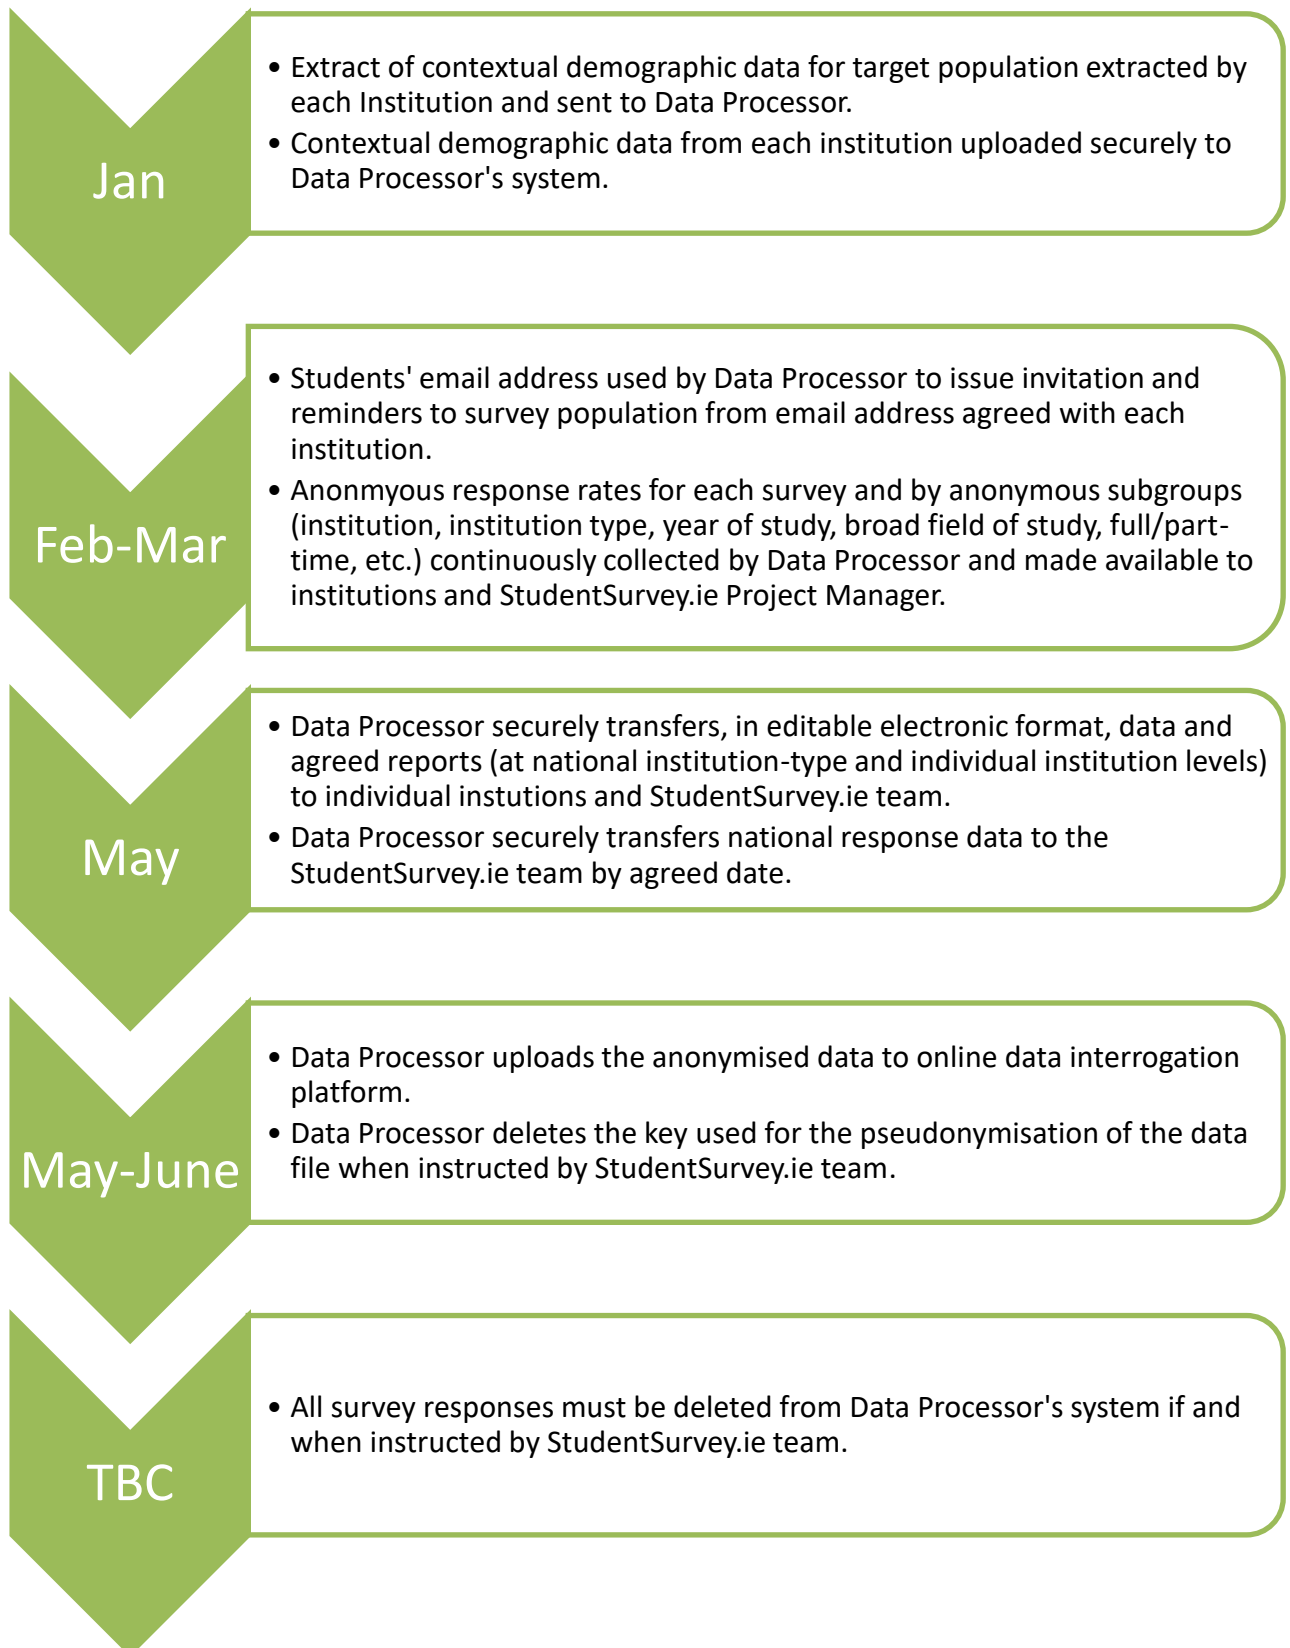 Jan
• Extract of contextual demographic data for target population extracted by
each Institution and sent to Data Processor.
• Contextual demographic data from each institution uploaded securely to
Data Processor's system.
Feb-Mar
• Students' email address used by Data Processor to issue invitation and
reminders to survey population from email address agreed with each
institution.
• Anonmyous response rates for each survey and by anonymous subgroups
(institution, institution type, year of study, broad field of study, full/part-
time, etc.) continuously collected by Data Processor and made available to
institutions and StudentSurvey.ie Project Manager.
May
• Data Processor securely transfers, in editable electronic format, data and
agreed reports (at national institution-type and individual institution levels)
to individual instutions and StudentSurvey.ie team.
• Data Processor securely transfers national response data to the
StudentSurvey.ie team by agreed date.
May-June
• Data Processor uploads the anonymised data to online data interrogation
platform.
• Data Processor deletes the key used for the pseudonymisation of the data
file when instructed by StudentSurvey.ie team.
TBC
• All survey responses must be deleted from Data Processor's system if and
when instructed by StudentSurvey.ie team.